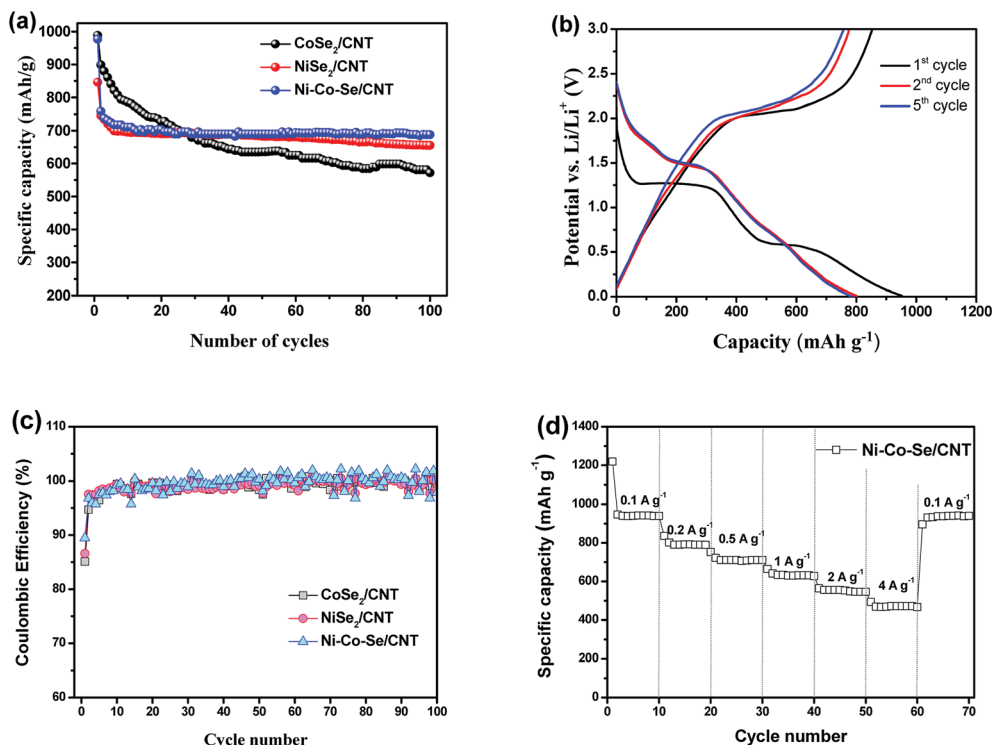 (a)
1000
900
800
700
600
500
400
300
200
Specific capacity (mAh/g)
CoSe₂/CNT
NiSe₂/CNT
Ni-Co-Se/CNT
0
20
40
60
80
100
Number of cycles
(b)
3.0
2.5
2.0
1.5
1.0
0.5
0.0
Potential vs. Li/Li⁺ (V)
1ˢᵗ cycle
2ⁿᵈ cycle
5ᵗʰ cycle
0
200
400
600
800
1000
1200
Capacity (mAh g⁻¹)
(c)
110
100
90
80
70
60
Coulombic Efficiency (%)
CoSe₂/CNT
NiSe₂/CNT
Ni-Co-Se/CNT
0
10
20
30
40
50
60
70
80
90
100
Cycle number
(d)
1400
1200
1000
800
600
400
200
0
Specific capacity (mAh g⁻¹)
Ni-Co-Se/CNT
0.1 A g⁻¹
0.2 A g⁻¹
0.5 A g⁻¹
1 A g⁻¹
2 A g⁻¹
4 A g⁻¹
0.1 A g⁻¹
0
10
20
30
40
50
60
70
Cycle number